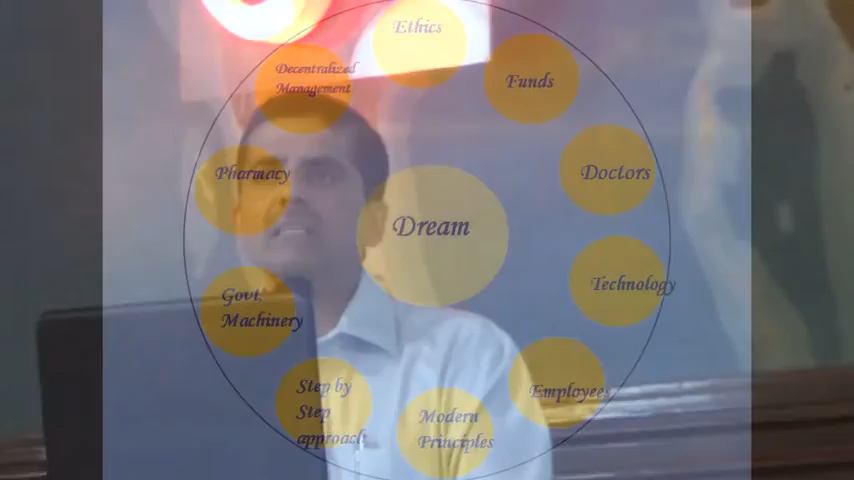 Ethics
Funds
Doctors
Technology
Employees
Modern
Principles
Step by
Step
approach
Govt.
Machinery
Pharmacy
Decentralized
Management
Dream